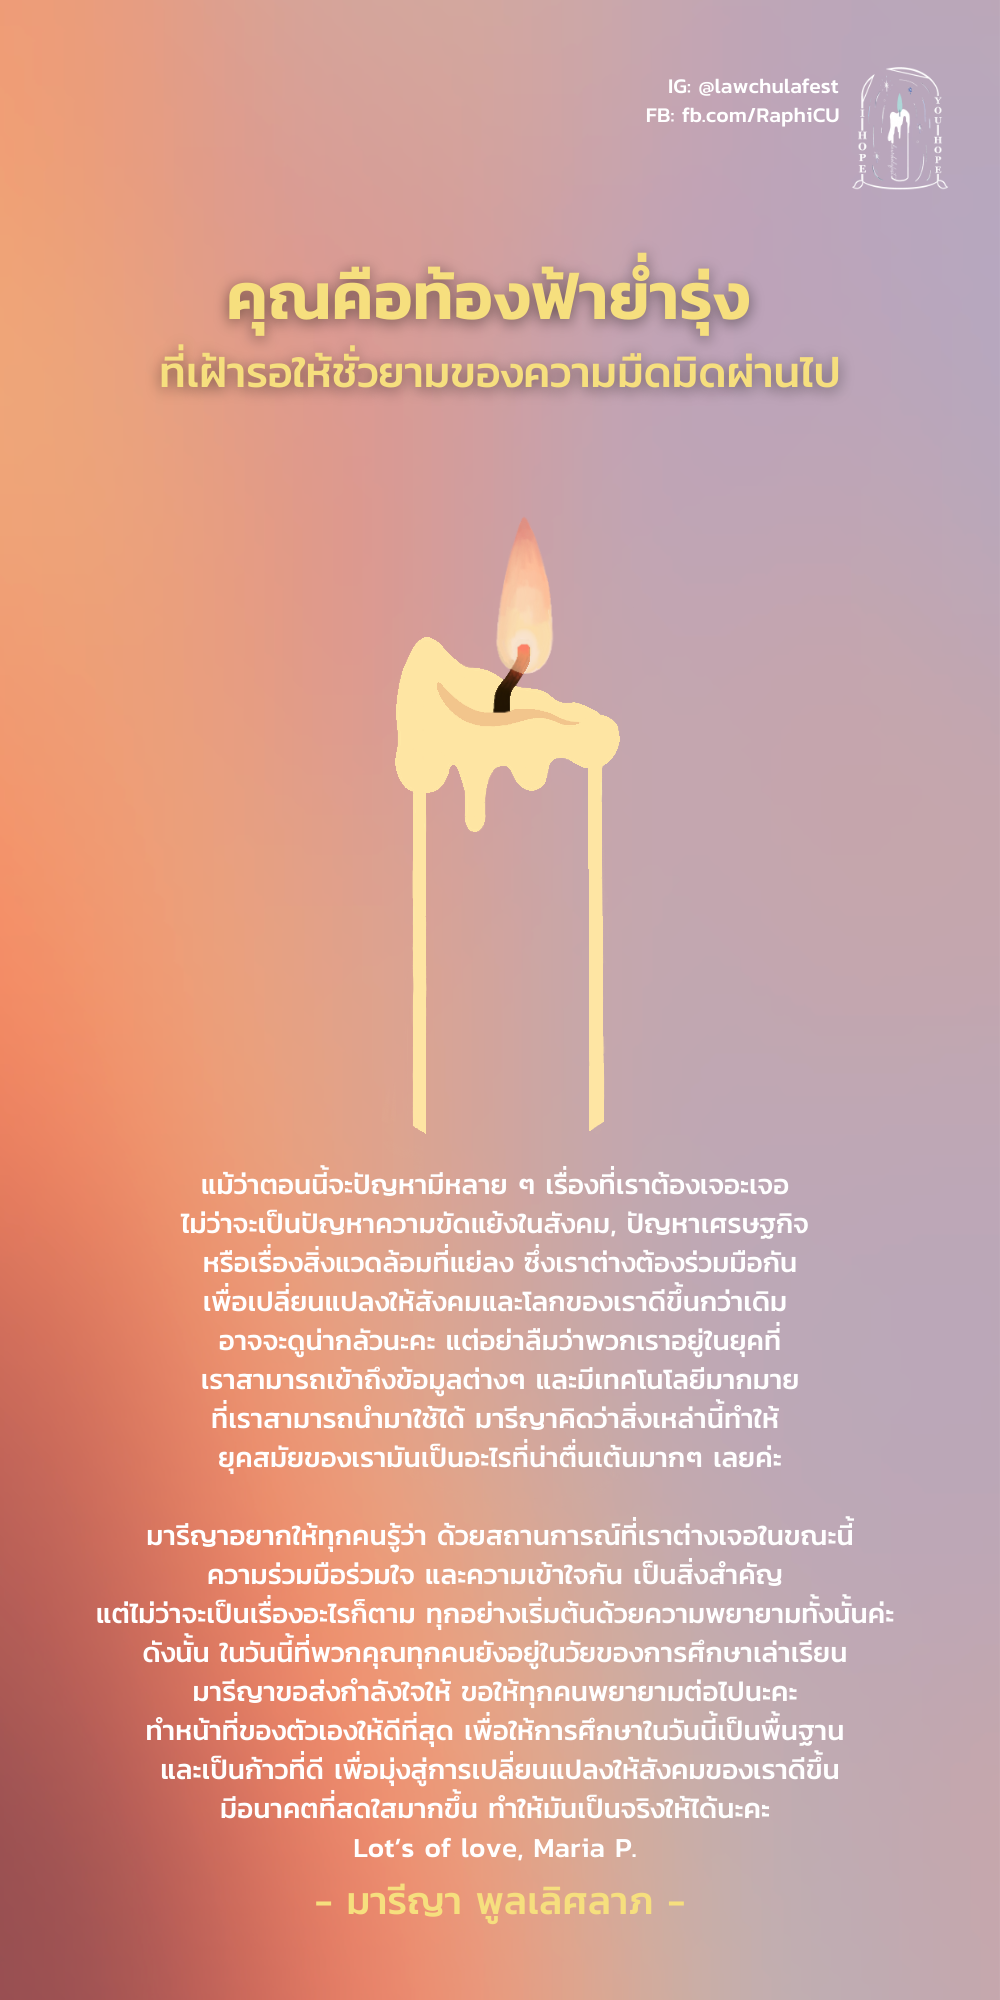 IG: @lawchulafest
FB: fb.com/RaphiCU
I HOPE
YOU HOPE
คุณคือท้องฟ้าย่ำรุ่ง
ที่เฝ้ารอให้ชั่วยามของความมืดมิดผ่านไป
แม้ว่าตอนนี้จะปัญหามีหลาย ๆ เรื่องที่เราต้องเจอะเจอ
ไม่ว่าจะเป็นปัญหาความขัดแย้งในสังคม, ปัญหาเศรษฐกิจ
หรือเรื่องสิ่งแวดล้อมที่แย่ลง ซึ่งเราต่างต้องร่วมมือกัน
เพื่อเปลี่ยนแปลงให้สังคมและโลกของเราดีขึ้นกว่าเดิม
อาจจะดูน่ากลัวนะคะ แต่อย่าลืมว่าพวกเราอยู่ในยุคที่
เราสามารถเข้าถึงข้อมูลต่างๆ และมีเทคโนโลยีมากมาย
ที่เราสามารถนำมาใช้ได้ มารีญาคิดว่าสิ่งเหล่านี้ทำให้
ยุคสมัยของเรามันเป็นอะไรที่น่าตื่นเต้นมากๆ เลยค่ะ
มารีญาอยากให้ทุกคนรู้ว่า ด้วยสถานการณ์ที่เราต่างเจอในขณะนี้
ความร่วมมือร่วมใจ และความเข้าใจกัน เป็นสิ่งสำคัญ
แต่ไม่ว่าจะเป็นเรื่องอะไรก็ตาม ทุกอย่างเริ่มต้นด้วยความพยายามทั้งนั้นค่ะ
ดังนั้น ในวันนี้ที่พวกคุณทุกคนยังอยู่ในวัยของการศึกษาเล่าเรียน
มารีญาขอส่งกำลังใจให้ ขอให้ทุกคนพยายามต่อไปนะคะ
ทำหน้าที่ของตัวเองให้ดีที่สุด เพื่อให้การศึกษาในวันนี้เป็นพื้นฐาน
และเป็นก้าวที่ดี เพื่อมุ่งสู่การเปลี่ยนแปลงให้สังคมของเราดีขึ้น
มีอนาคตที่สดใสมากขึ้น ทำให้มันเป็นจริงให้ได้นะคะ
Lot's of love, Maria P.
- มารีญา พูลเลิศลาภ -